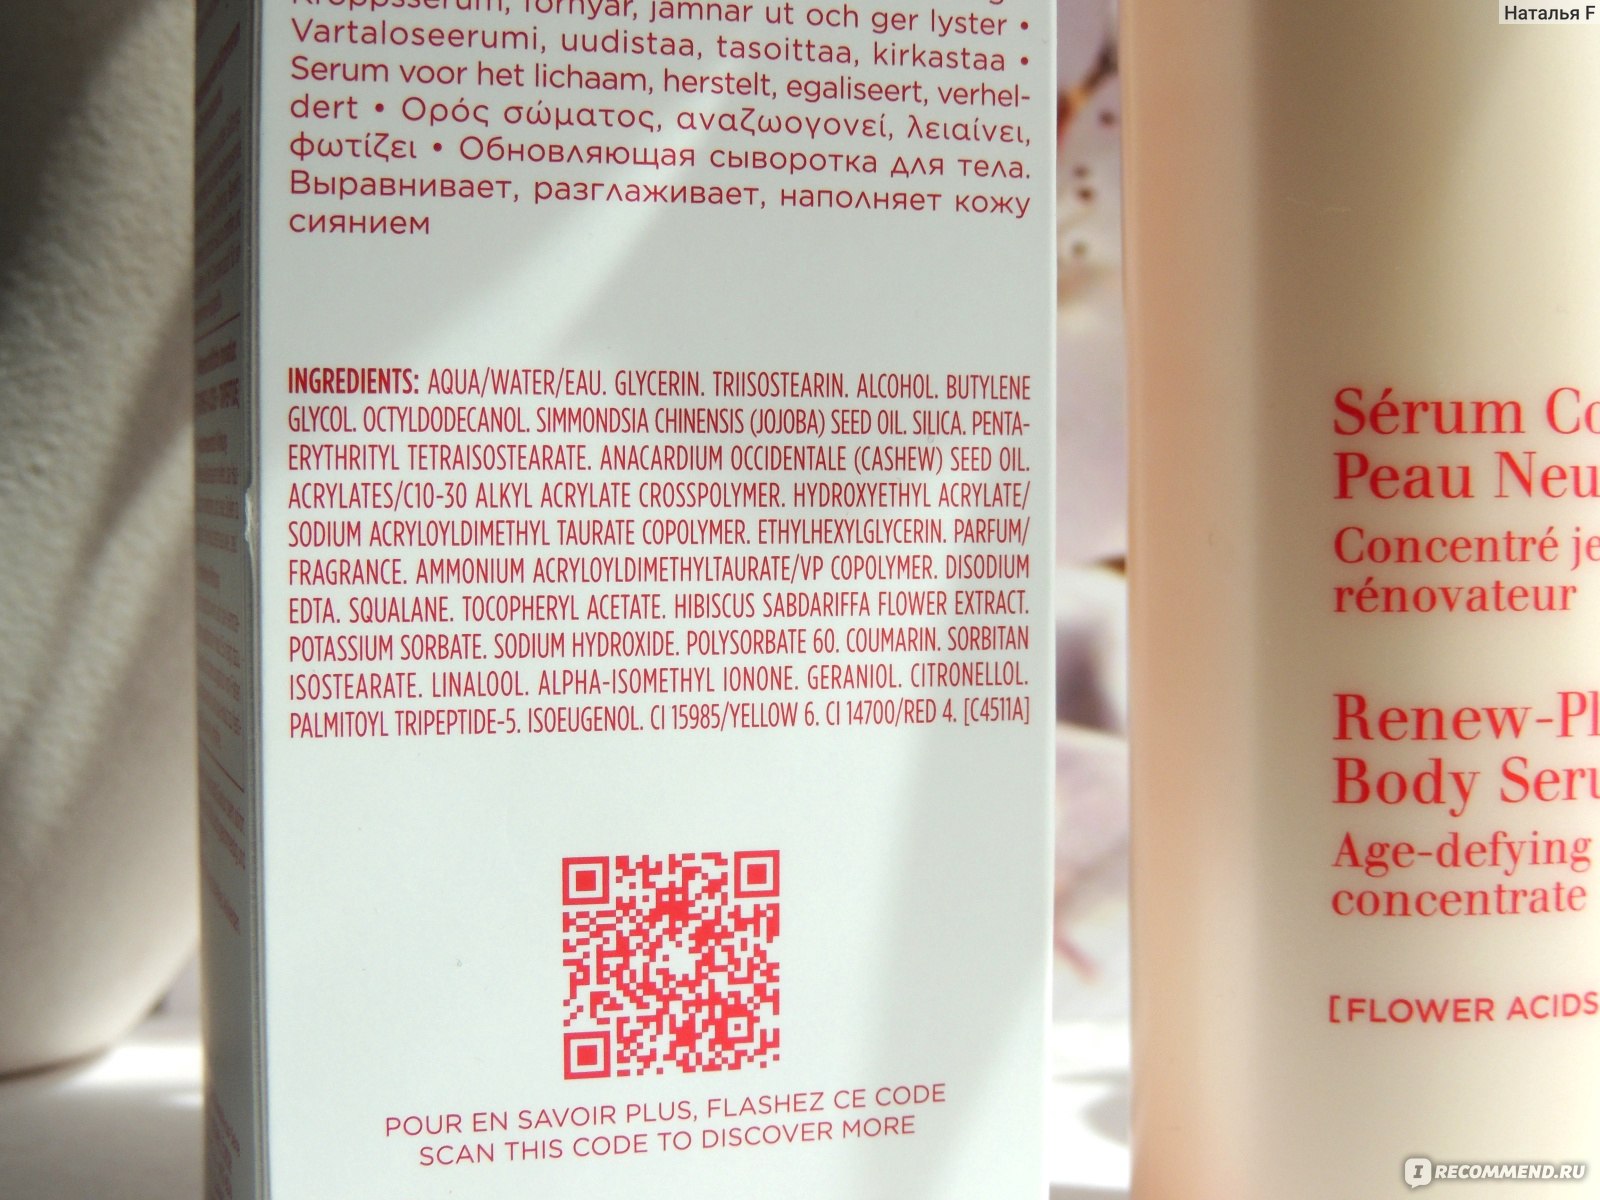 Kroppsserum, förnyar, jämnar ut och ger lyster •
Vartaloseerumi, uudistaa, tasoittaa, kirkastaa •
Serum voor het lichaam, herstelt, egaliseert, verhel-
dert • Ορός σώματος, αναζωογονεί, λειαίνει,
φωτίζει • Обновляющая сыворотка для тела.
Выравнивает, разглаживает, наполняет кожу
сиянием
INGREDIENTS: AQUA/WATER/EAU. GLYCERIN. TRIISOSTEARIN. ALCOHOL. BUTYLENE
GLYCOL. OCTYLDODECANOL. SIMMONDSIA CHINENSIS (JOJOBA) SEED OIL. SILICA. PENTA-
ERYTHRITYL TETRAISOSTEARATE. ANACARDIUM OCCIDENTALE (CASHEW) SEED OIL.
ACRYLATES/C10-30 ALKYL ACRYLATE CROSSPOLYMER. HYDROXYETHYL ACRYLATE/
SODIUM ACRYLOYLDIMETHYL TAURATE COPOLYMER. ETHYLHEXYLGLYCERIN. PARFUM/
FRAGRANCE. AMMONIUM ACRYLOYLDIMETHYLTAURATE/VP COPOLYMER. DISODIUM
EDTA. SQUALANE. TOCOPHERYL ACETATE. HIBISCUS SABDARIFFA FLOWER EXTRACT.
POTASSIUM SORBATE. SODIUM HYDROXIDE. POLYSORBATE 60. COUMARIN. SORBITAN
ISOSTEARATE. LINALOOL. ALPHA-ISOMETHYL IONONE. GERANIOL. CITRONELLOL.
PALMITOYL TRIPEPTIDE-5. ISOEUGENOL. CI 15985/YELLOW 6. CI 14700/RED 4. [C4511A]
POUR EN SAVOIR PLUS, FLASHEZ CE CODE
SCAN THIS CODE TO DISCOVER MORE
Sérum Co
Peau Neu
Concentré je
rénovateur
Renew-Pl
Body Seru
Age-defying
concentrate
[FLOWER ACIDS
Наталья F
IRECOMMEND.RU